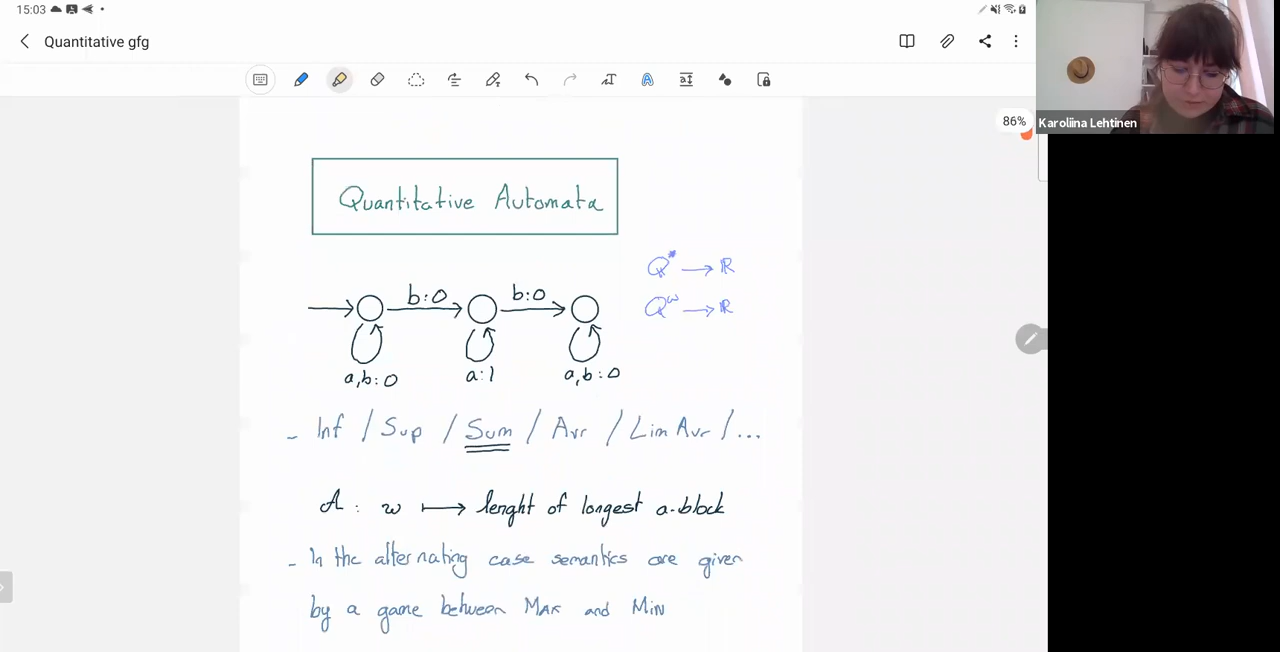 15:03
Quantitative gfg
86%
Karoliina Lehtinen
Quantitative Automata
Q* → ℝ
Q^ω → ℝ
b:0 b:0
a,b:0 a:1 a,b:0
- Inf / Sup / Sum / Avr / Lim Avr / ...
A : w ↦ lenght of longest a-block
- In the alternating case semantics are given
by a game between MAX and MIN